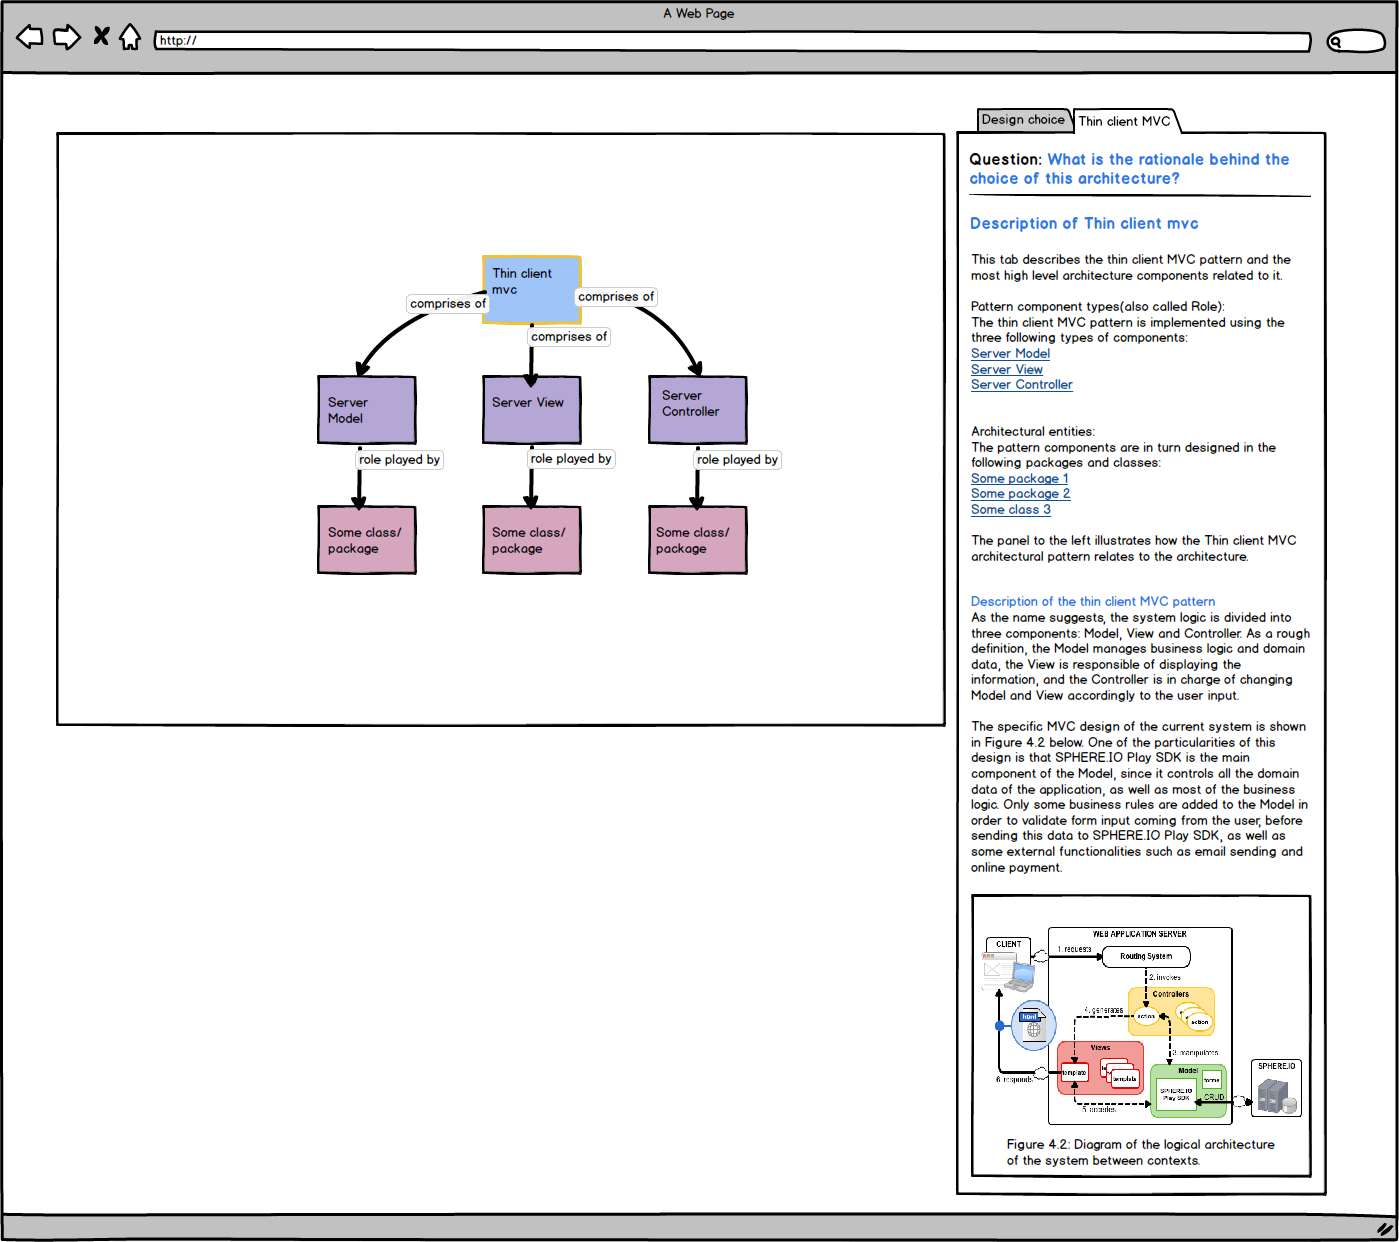 A Web Page
http://
Design choice
Thin client MVC
Question: What is the rationale behind the
choice of this architecture?
Description of Thin client mvc
This tab describes the thin client MVC pattern and the
most high level architecture components related to it.
Pattern component types(also called Role):
The thin client MVC pattern is implemented using the
three following types of components:
Server Model
Server View
Server Controller
Architectural entities:
The pattern components are in turn designed in the
following packages and classes:
Some package 1
Some package 2
Some class 3
The panel to the left illustrates how the Thin client MVC
architectural pattern relates to the architecture.
Description of the thin client MVC pattern
As the name suggests, the system logic is divided into
three components: Model, View and Controller. As a rough
definition, the Model manages business logic and domain
data, the View is responsible of displaying the
information, and the Controller is in charge of changing
Model and View accordingly to the user input.
The specific MVC design of the current system is shown
in Figure 4.2 below. One of the particularities of this
design is that SPHERE.IO Play SDK is the main
component of the Model, since it controls all the domain
data of the application, as well as most of the business
logic. Only some business rules are added to the Model in
order to validate form input coming from the user, before
sending this data to SPHERE.IO Play SDK, as well as
some external functionalities such as email sending and
online payment.
WEB APPLICATION SERVER
CLIENT
1. requests
Routing System
2. invokes
Controllers
4. generates
action
action
html
Views
3. manipulates
template
template
Model
forms
SPHERE.IO
Play SDK
CRUD
SPHERE.IO
6. responds
5. accedes
Figure 4.2: Diagram of the logical architecture
of the system between contexts.
Thin client
mvc
comprises of
comprises of
comprises of
Server
Model
Server View
Server
Controller
role played by
role played by
role played by
Some class/
package
Some class/
package
Some class/
package